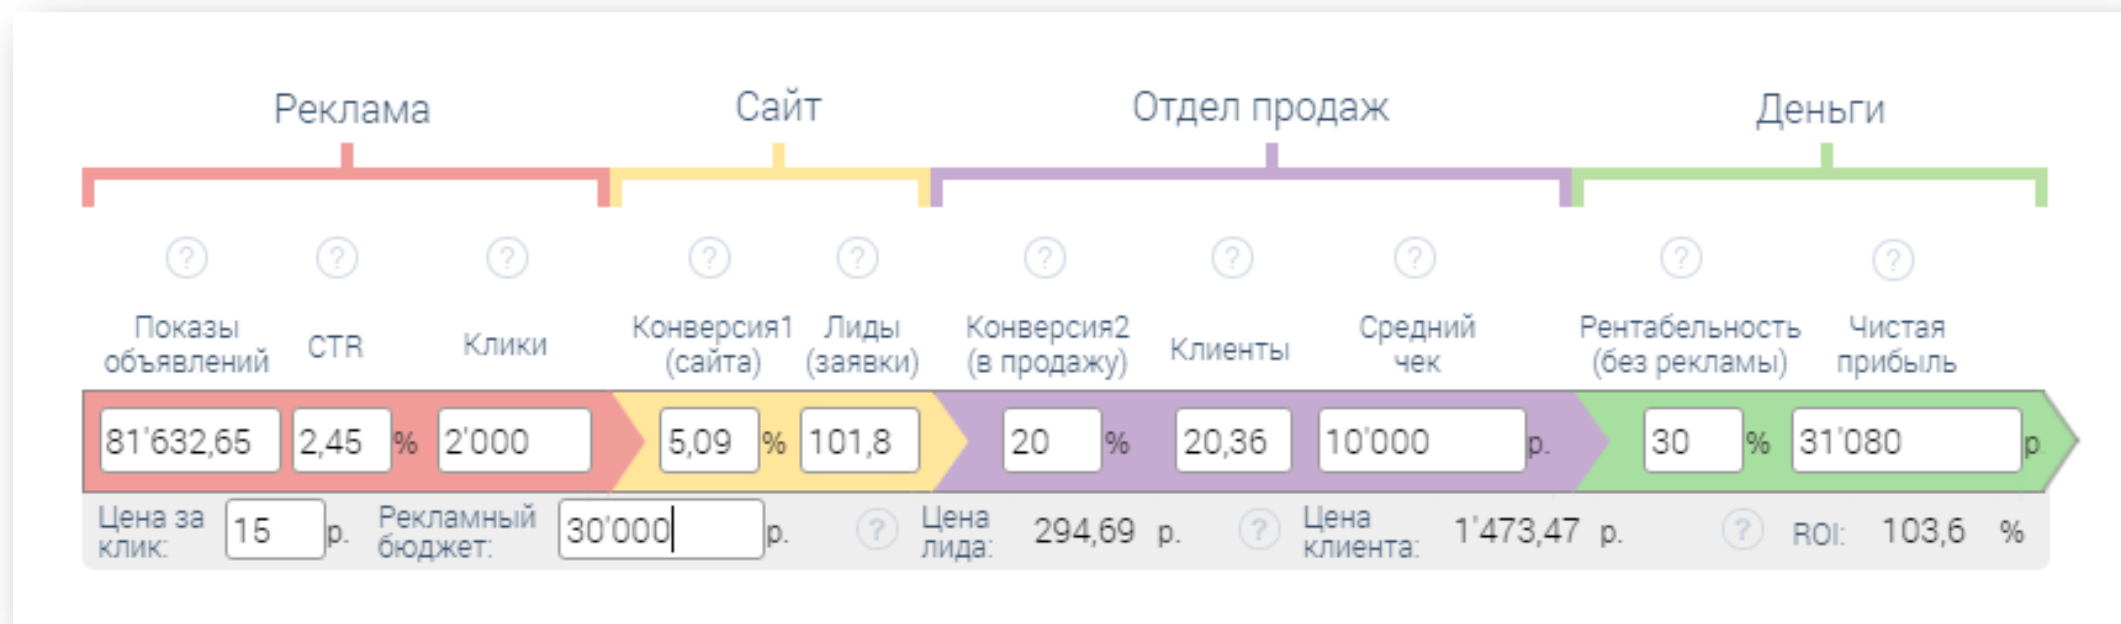 Реклама
Сайт
Отдел продаж
Деньги
? ? ? ? ? ? ? ? ? ?
Показы
объявлений
CTR
Клики
Конверсия1
(сайта)
Лиды
(заявки)
Конверсия2
(в продажу)
Клиенты
Средний
чек
Рентабельность
(без рекламы)
Чистая
прибыль
81'632,65
2,45 %
2'000
5,09 %
101,8
20 %
20,36
10'000 р.
30 %
31'080 р
Цена за
клик:
15 р.
Рекламный
бюджет:
30'000 р.
?
Цена
лида:
294,69 р.
?
Цена
клиента:
1'473,47 р.
?
ROI: 103,6 %